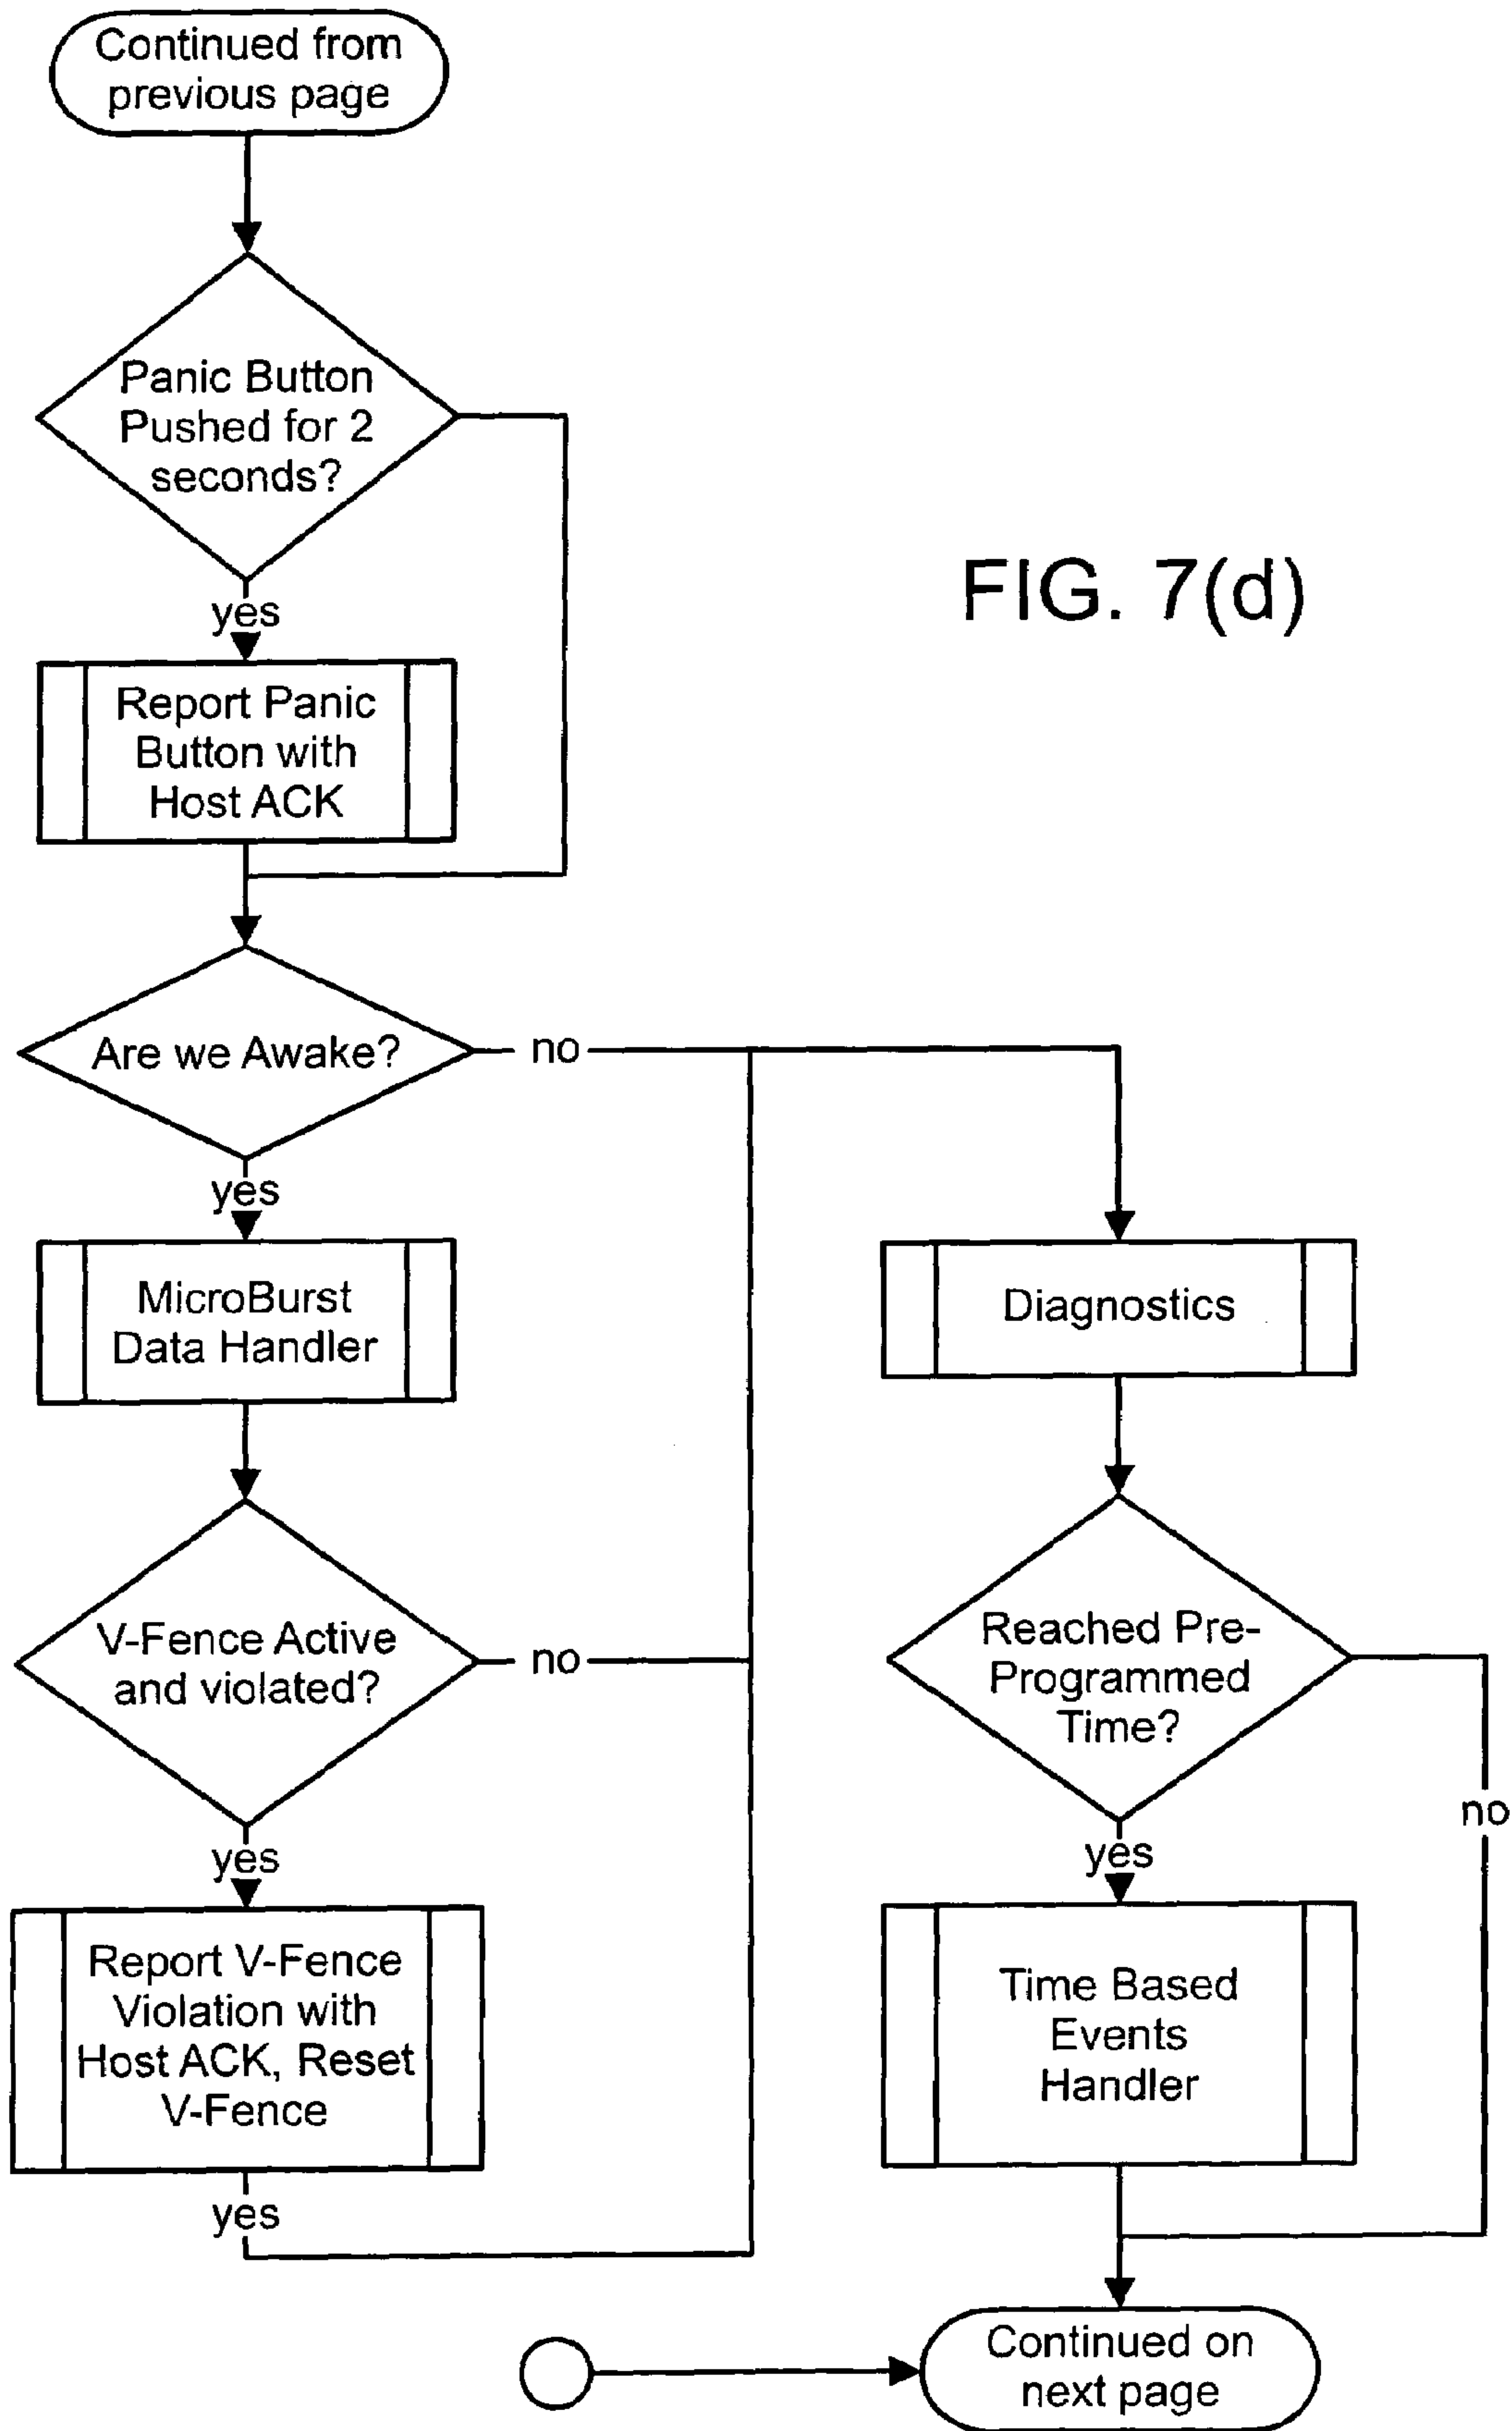 Continued from
previous page
Panic Button
Pushed for 2
seconds?
yes
Report Panic
Button with
Host ACK
Are we Awake?
no
yes
MicroBurst
Data Handler
V-Fence Active
and violated?
no
yes
Report V-Fence
Violation with
Host ACK, Reset
V-Fence
yes
FIG. 7(d)
Diagnostics
Reached Pre-
Programmed
Time?
no
yes
Time Based
Events
Handler
Continued on
next page